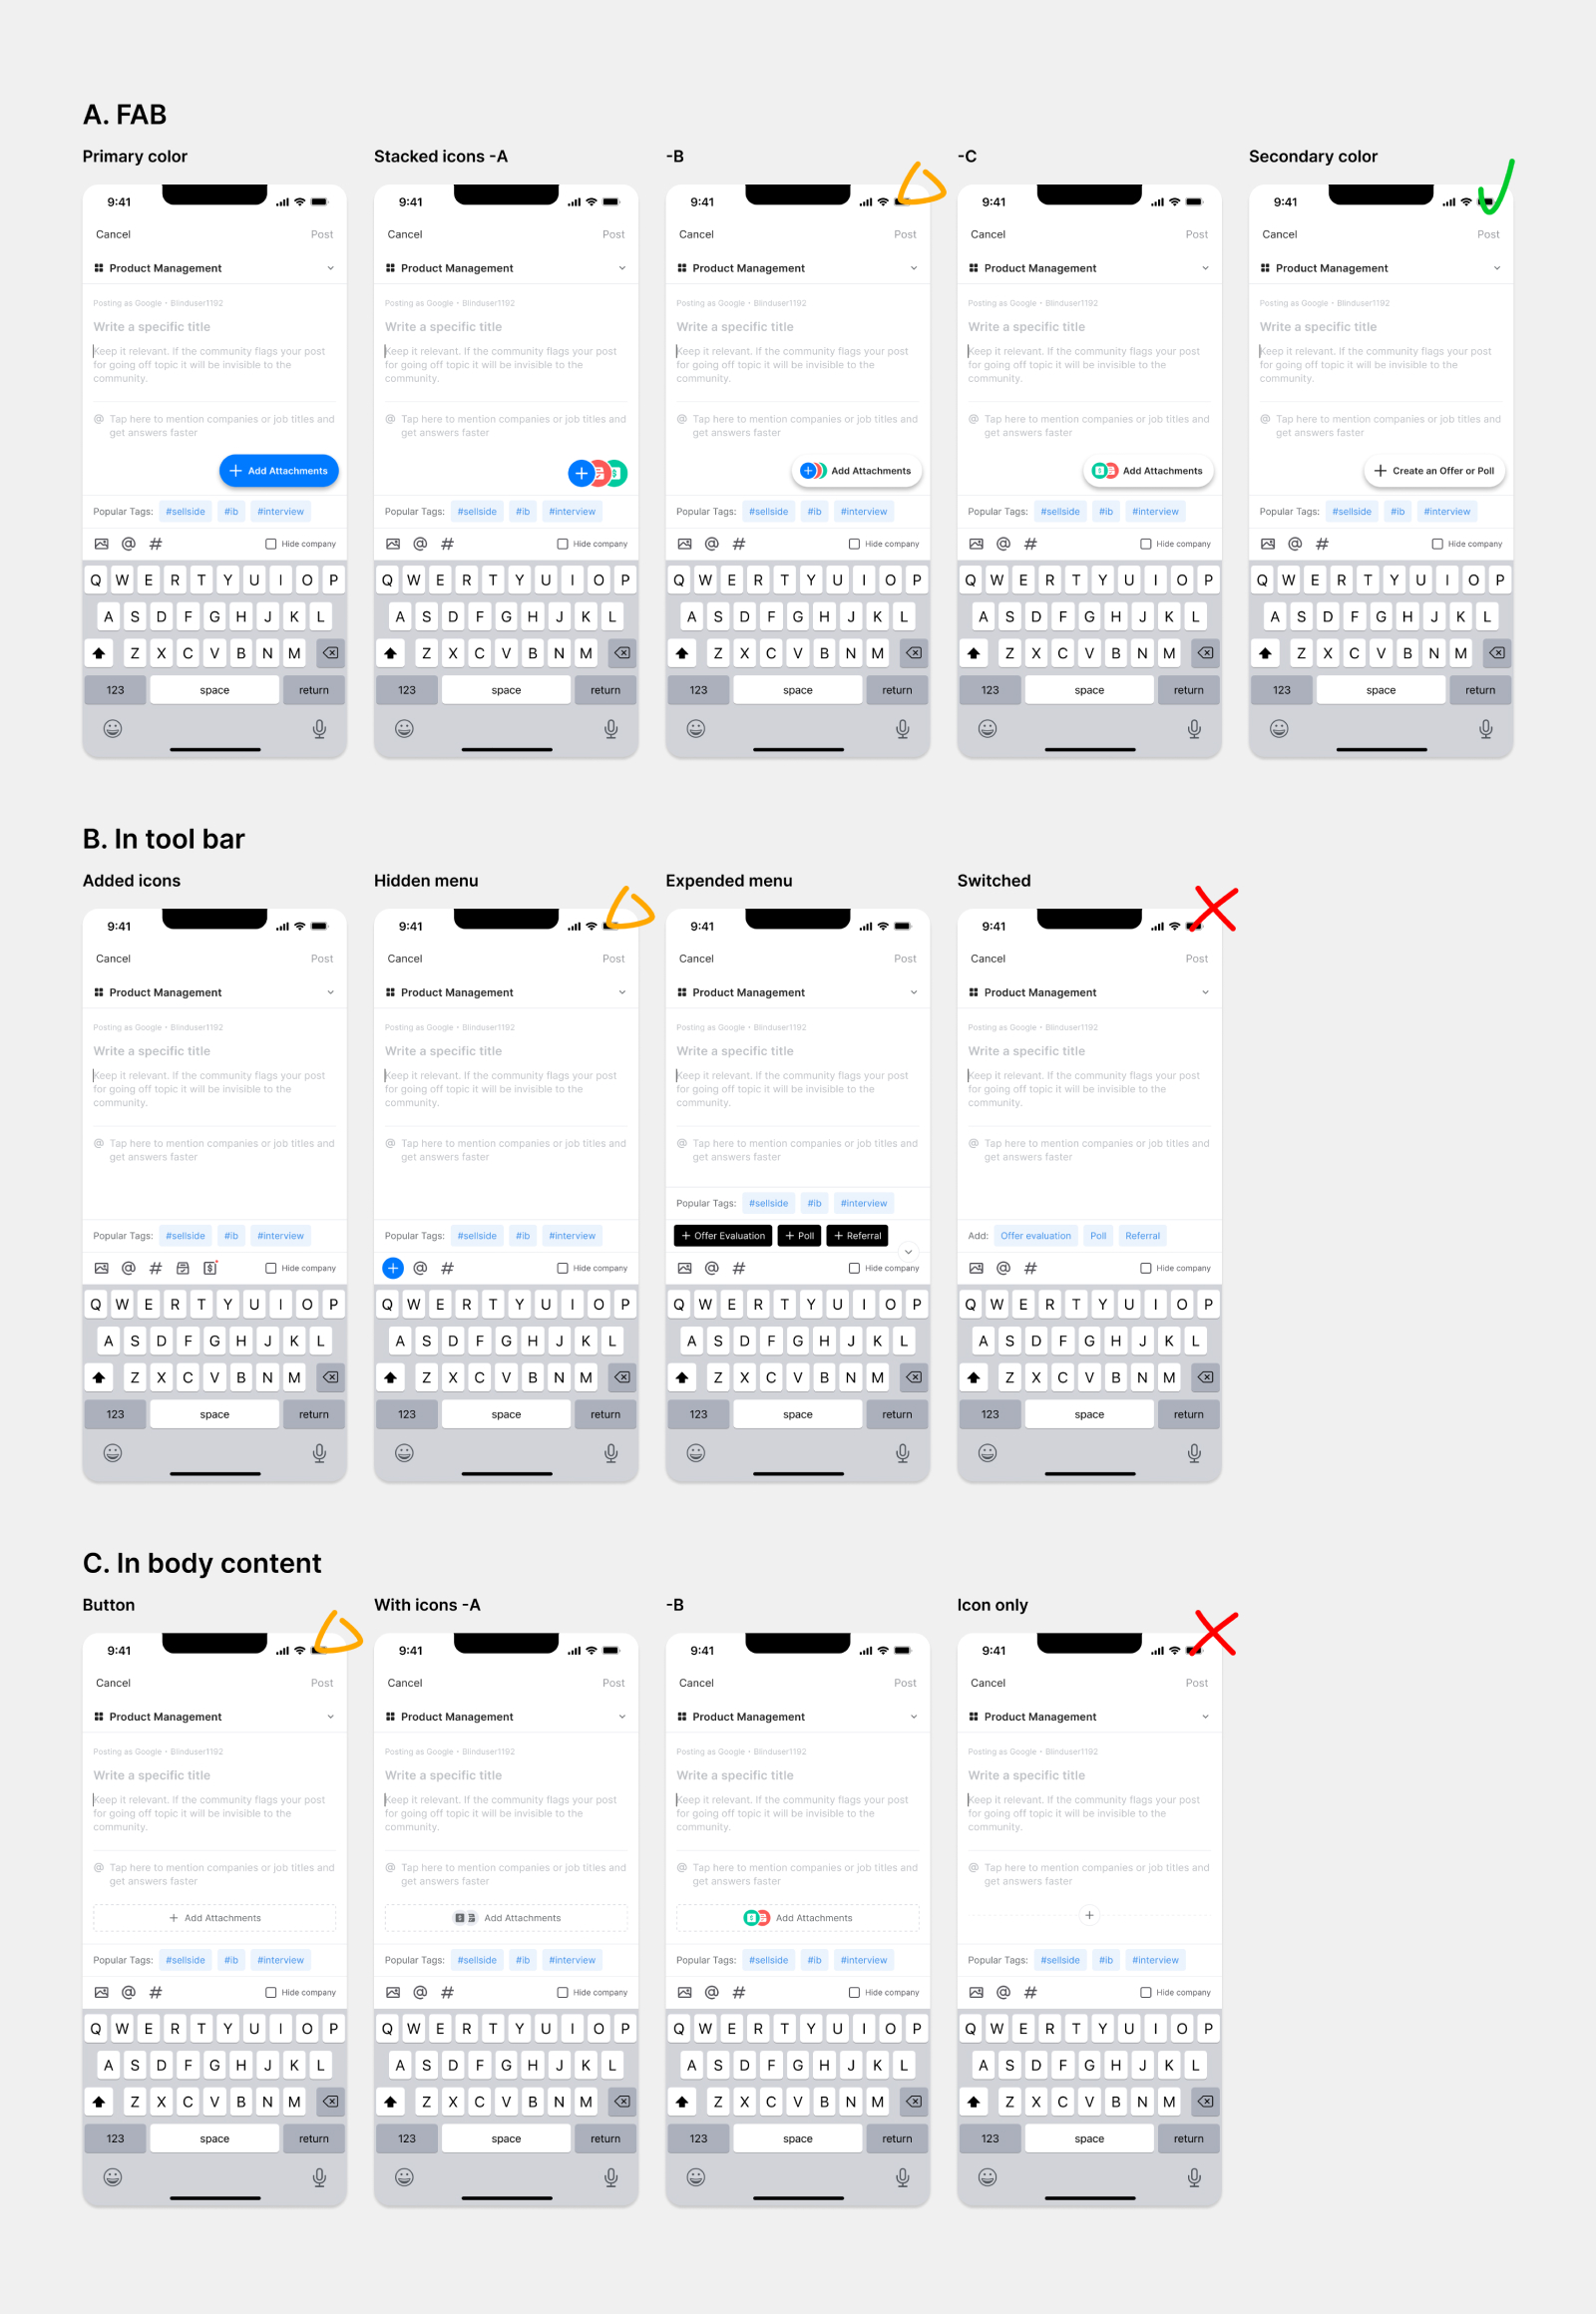 A. FAB
Primary color
9:41
Cancel Post
Product Management
Posting as Google • Blinduser1192
Write a specific title
Keep it relevant. If the community flags your post
for going off topic it will be invisible to the
community.
@ Tap here to mention companies or job titles and
get answers faster
+ Add Attachments
Popular Tags: #sellside #ib #interview
@ # Hide company
Q W E R T Y U I O P
A S D F G H J K L
Z X C V B N M
123 space return
Stacked icons -A
9:41
Cancel Post
Product Management
Posting as Google • Blinduser1192
Write a specific title
Keep it relevant. If the community flags your post
for going off topic it will be invisible to the
community.
@ Tap here to mention companies or job titles and
get answers faster
+ $
Popular Tags: #sellside #ib #interview
@ # Hide company
Q W E R T Y U I O P
A S D F G H J K L
Z X C V B N M
123 space return
-B
9:41
Cancel Post
Product Management
Posting as Google • Blinduser1192
Write a specific title
Keep it relevant. If the community flags your post
for going off topic it will be invisible to the
community.
@ Tap here to mention companies or job titles and
get answers faster
+ Add Attachments
Popular Tags: #sellside #ib #interview
@ # Hide company
Q W E R T Y U I O P
A S D F G H J K L
Z X C V B N M
123 space return
-C
9:41
Cancel Post
Product Management
Posting as Google • Blinduser1192
Write a specific title
Keep it relevant. If the community flags your post
for going off topic it will be invisible to the
community.
@ Tap here to mention companies or job titles and
get answers faster
$ Add Attachments
Popular Tags: #sellside #ib #interview
@ # Hide company
Q W E R T Y U I O P
A S D F G H J K L
Z X C V B N M
123 space return
Secondary color
9:41
Cancel Post
Product Management
Posting as Google • Blinduser1192
Write a specific title
Keep it relevant. If the community flags your post
for going off topic it will be invisible to the
community.
@ Tap here to mention companies or job titles and
get answers faster
+ Create an Offer or Poll
Popular Tags: #sellside #ib #interview
@ # Hide company
Q W E R T Y U I O P
A S D F G H J K L
Z X C V B N M
123 space return
B. In tool bar
Added icons
9:41
Cancel Post
Product Management
Posting as Google • Blinduser1192
Write a specific title
Keep it relevant. If the community flags your post
for going off topic it will be invisible to the
community.
@ Tap here to mention companies or job titles and
get answers faster
Popular Tags: #sellside #ib #interview
@ # $ Hide company
Q W E R T Y U I O P
A S D F G H J K L
Z X C V B N M
123 space return
Hidden menu
9:41
Cancel Post
Product Management
Posting as Google • Blinduser1192
Write a specific title
Keep it relevant. If the community flags your post
for going off topic it will be invisible to the
community.
@ Tap here to mention companies or job titles and
get answers faster
Popular Tags: #sellside #ib #interview
+ @ # Hide company
Q W E R T Y U I O P
A S D F G H J K L
Z X C V B N M
123 space return
Expended menu
9:41
Cancel Post
Product Management
Posting as Google • Blinduser1192
Write a specific title
Keep it relevant. If the community flags your post
for going off topic it will be invisible to the
community.
@ Tap here to mention companies or job titles and
get answers faster
Popular Tags: #sellside #ib #interview
+ Offer Evaluation + Poll + Referral
@ # Hide company
Q W E R T Y U I O P
A S D F G H J K L
Z X C V B N M
123 space return
Switched
9:41
Cancel Post
Product Management
Posting as Google • Blinduser1192
Write a specific title
Keep it relevant. If the community flags your post
for going off topic it will be invisible to the
community.
@ Tap here to mention companies or job titles and
get answers faster
Add: Offer evaluation Poll Referral
@ # Hide company
Q W E R T Y U I O P
A S D F G H J K L
Z X C V B N M
123 space return
C. In body content
Button
9:41
Cancel Post
Product Management
Posting as Google • Blinduser1192
Write a specific title
Keep it relevant. If the community flags your post
for going off topic it will be invisible to the
community.
@ Tap here to mention companies or job titles and
get answers faster
+ Add Attachments
Popular Tags: #sellside #ib #interview
@ # Hide company
Q W E R T Y U I O P
A S D F G H J K L
Z X C V B N M
123 space return
With icons -A
9:41
Cancel Post
Product Management
Posting as Google • Blinduser1192
Write a specific title
Keep it relevant. If the community flags your post
for going off topic it will be invisible to the
community.
@ Tap here to mention companies or job titles and
get answers faster
$ Add Attachments
Popular Tags: #sellside #ib #interview
@ # Hide company
Q W E R T Y U I O P
A S D F G H J K L
Z X C V B N M
123 space return
-B
9:41
Cancel Post
Product Management
Posting as Google • Blinduser1192
Write a specific title
Keep it relevant. If the community flags your post
for going off topic it will be invisible to the
community.
@ Tap here to mention companies or job titles and
get answers faster
$ Add Attachments
Popular Tags: #sellside #ib #interview
@ # Hide company
Q W E R T Y U I O P
A S D F G H J K L
Z X C V B N M
123 space return
Icon only
9:41
Cancel Post
Product Management
Posting as Google • Blinduser1192
Write a specific title
Keep it relevant. If the community flags your post
for going off topic it will be invisible to the
community.
@ Tap here to mention companies or job titles and
get answers faster
+
Popular Tags: #sellside #ib #interview
@ # Hide company
Q W E R T Y U I O P
A S D F G H J K L
Z X C V B N M
123 space return